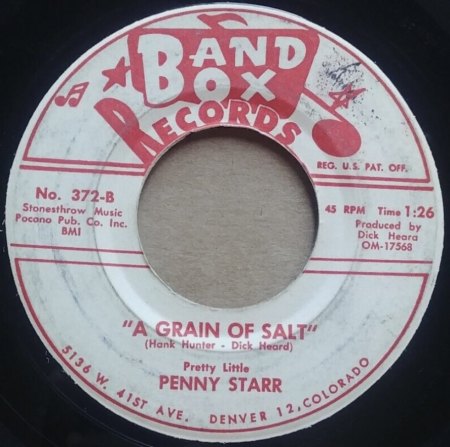 BAND
BOX
RECORDS
REG. U.S. PAT. OFF.
No. 372-B
Stonesthrow Music
Pocano Pub. Co. Inc.
BMI
45 RPM Time 1:26
Produced by
Dick Heara
OM-17568
"A GRAIN OF SALT"
(Hank Hunter - Dick Heard)
Pretty Little
PENNY STARR
5136 W. 41ST AVE. DENVER 12, COLORADO